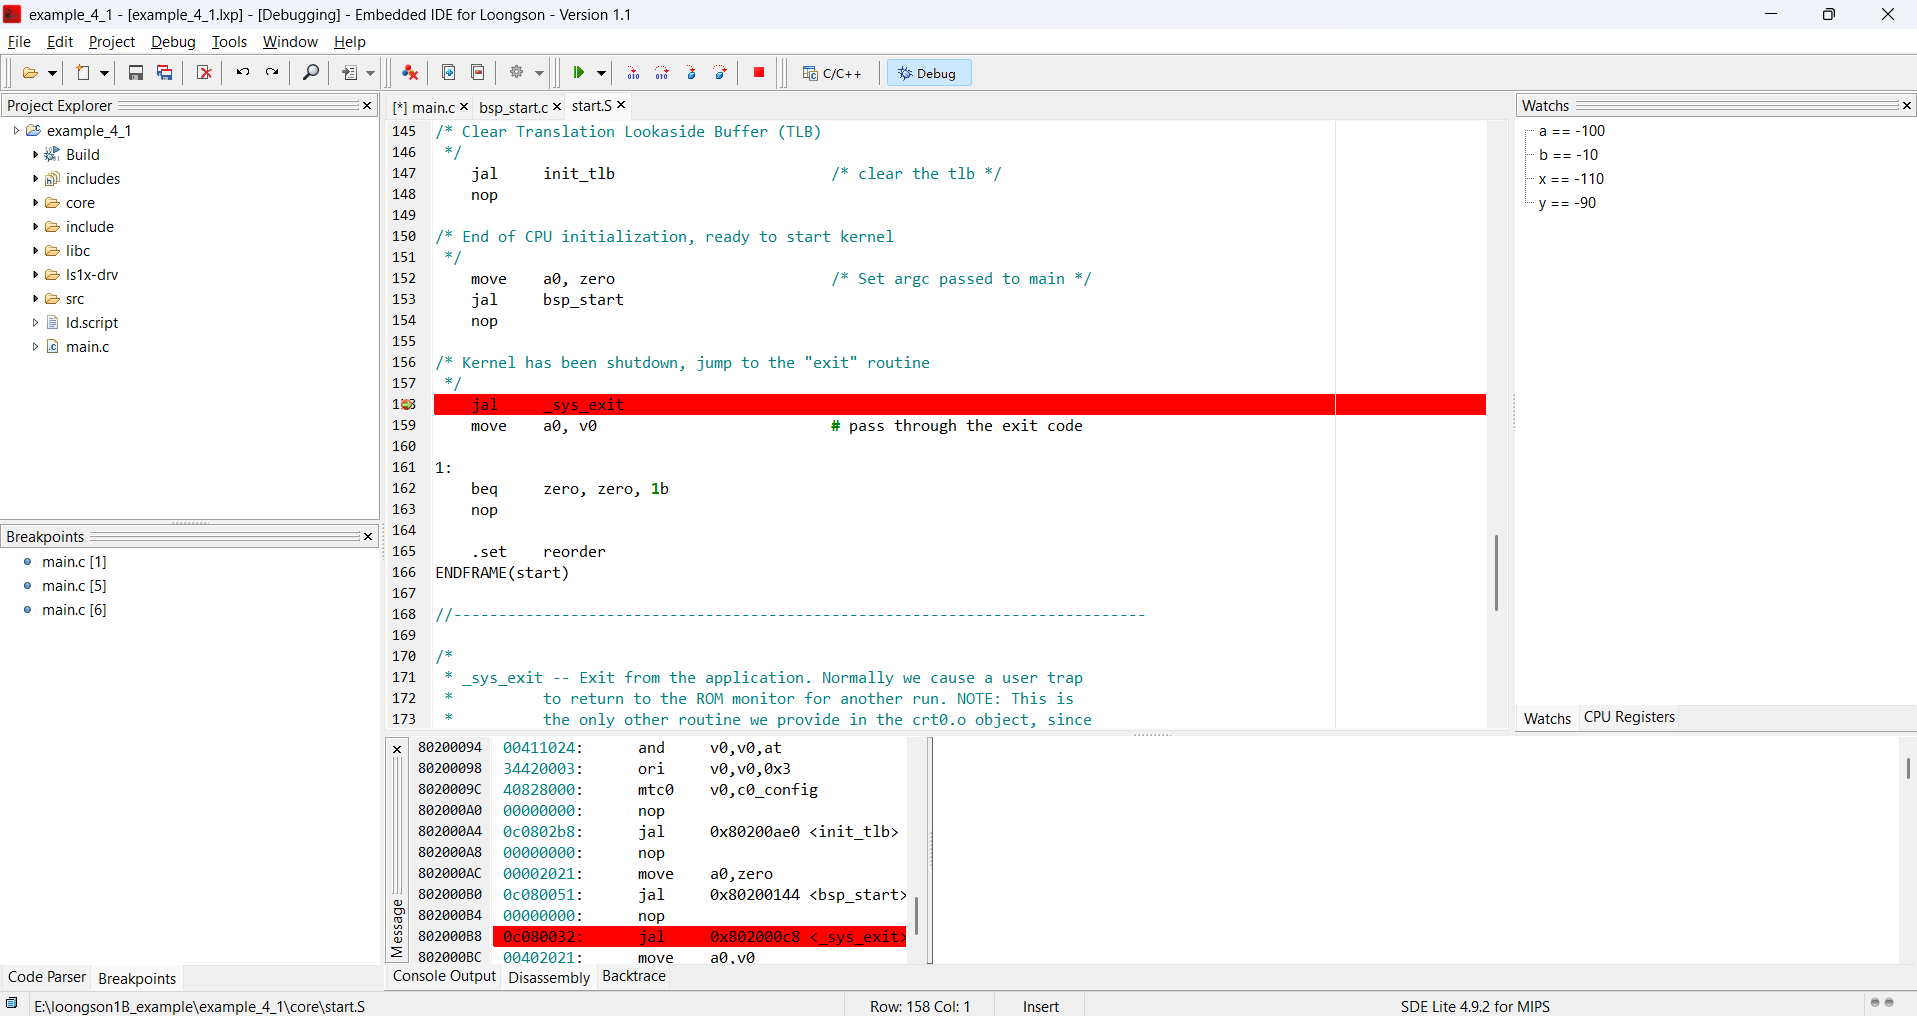 example_4_1 - [example_4_1.lxp] - [Debugging] - Embedded IDE for Loongson - Version 1.1
File Edit Project Debug Tools Window Help
C/C++ Debug
Project Explorer
example_4_1
Build
includes
core
include
libc
ls1x-drv
src
ld.script
main.c
Breakpoints
main.c [1]
main.c [5]
main.c [6]
Code Parser Breakpoints
[*] main.c bsp_start.c start.S
145 /* Clear Translation Lookaside Buffer (TLB)
146 */
147 jal init_tlb /* clear the tlb */
148 nop
149
150 /* End of CPU initialization, ready to start kernel
151 */
152 move a0, zero /* Set argc passed to main */
153 jal bsp_start
154 nop
155
156 /* Kernel has been shutdown, jump to the "exit" routine
157 */
158 jal _sys_exit
159 move a0, v0 # pass through the exit code
160
161 1:
162 beq zero, zero, 1b
163 nop
164
165 .set reorder
166 ENDFRAME(start)
167
168 //-----------------------------------------------------------------------------
169
170 /*
171 * _sys_exit -- Exit from the application. Normally we cause a user trap
172 * to return to the ROM monitor for another run. NOTE: This is
173 * the only other routine we provide in the crt0.o object, since
Watchs
a == -100
b == -10
x == -110
y == -90
Watchs CPU Registers
Message
80200094 00411024: and v0,v0,at
80200098 34420003: ori v0,v0,0x3
8020009C 40828000: mtc0 v0,c0_config
802000A0 00000000: nop
802000A4 0c0802b8: jal 0x80200ae0 <init_tlb>
802000A8 00000000: nop
802000AC 00002021: move a0,zero
802000B0 0c080051: jal 0x80200144 <bsp_start>
802000B4 00000000: nop
802000B8 0c080032: jal 0x802000c8 <_sys_exit>
802000BC 00402021: move a0,v0
Console Output Disassembly Backtrace
E:\loongson1B_example\example_4_1\core\start.S Row: 158 Col: 1 Insert SDE Lite 4.9.2 for MIPS